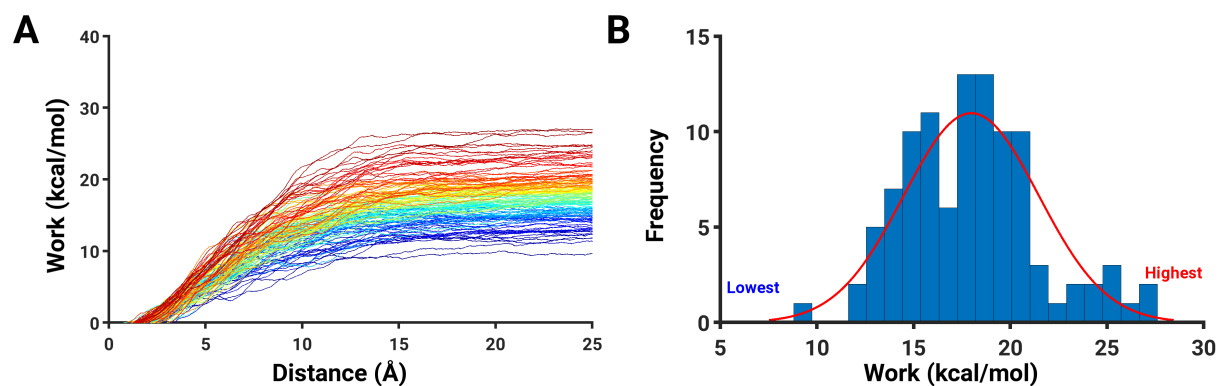 A
40
30
20
10
0
Work (kcal/mol)
0 5 10 15 20 25
Distance (Å)
B
15
10
5
0
Frequency
Lowest
Highest
5 10 15 20 25 30
Work (kcal/mol)